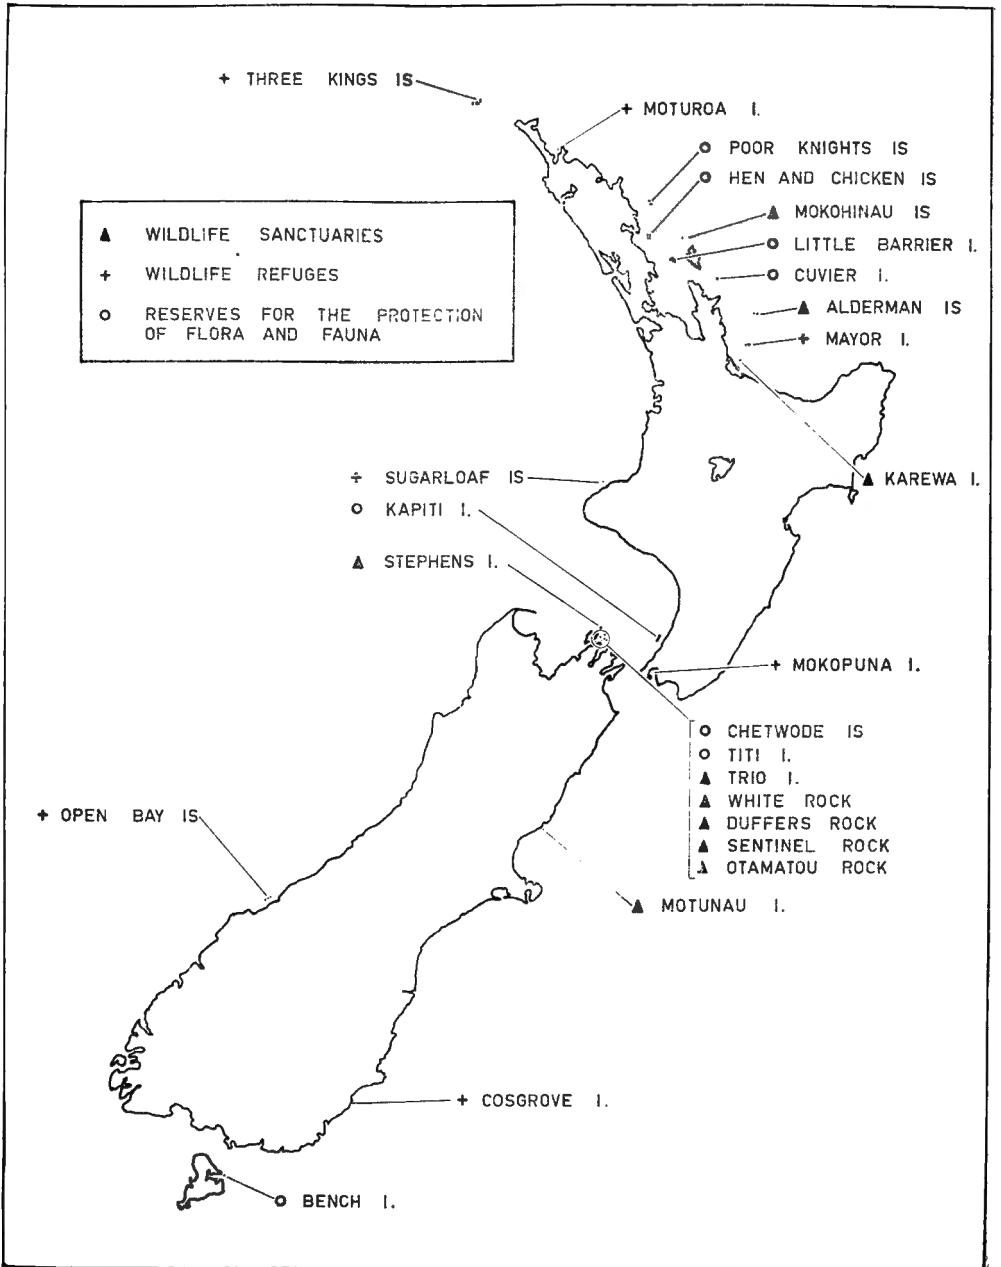 + THREE KINGS IS
+ MOTUROA I.
○ POOR KNIGHTS IS
○ HEN AND CHICKEN IS
▲ MOKOHINAU IS
○ LITTLE BARRIER I.
○ CUVIER I.
▲ ALDERMAN IS
+ MAYOR I.
▲ WILDLIFE SANCTUARIES
+ WILDLIFE REFUGES
○ RESERVES FOR THE PROTECTION
OF FLORA AND FAUNA
▲ KAREWA I.
+ SUGARLOAF IS
○ KAPITI I.
▲ STEPHENS I.
+ MOKOPUNA I.
○ CHETWODE IS
○ TITI I.
▲ TRIO I.
▲ WHITE ROCK
▲ DUFFERS ROCK
▲ SENTINEL ROCK
▲ OTAMATOU ROCK
+ OPEN BAY IS
▲ MOTUNAU I.
+ COSGROVE I.
○ BENCH I.